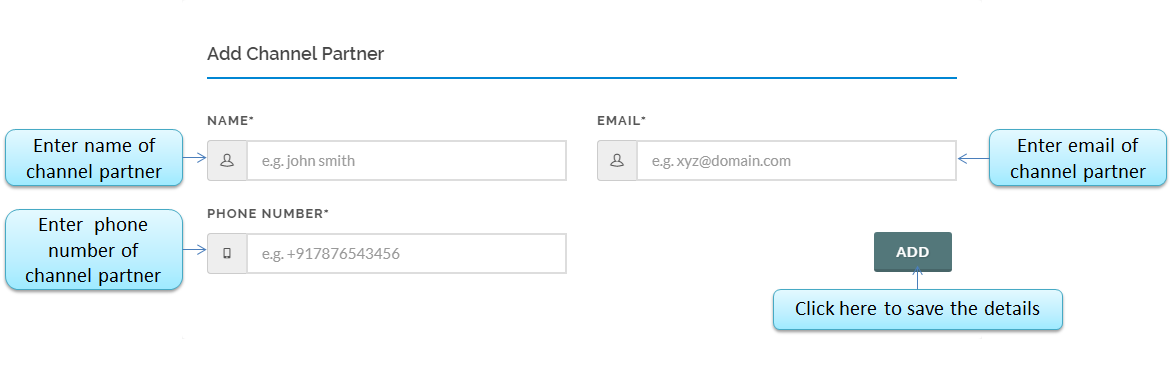 Add Channel Partner
NAME*
EMAIL*
Enter name of
channel partner
e.g. john smith
e.g. xyz@domain.com
Enter email of
channel partner
PHONE NUMBER*
Enter phone
number of
channel partner
e.g. +917876543456
ADD
Click here to save the details